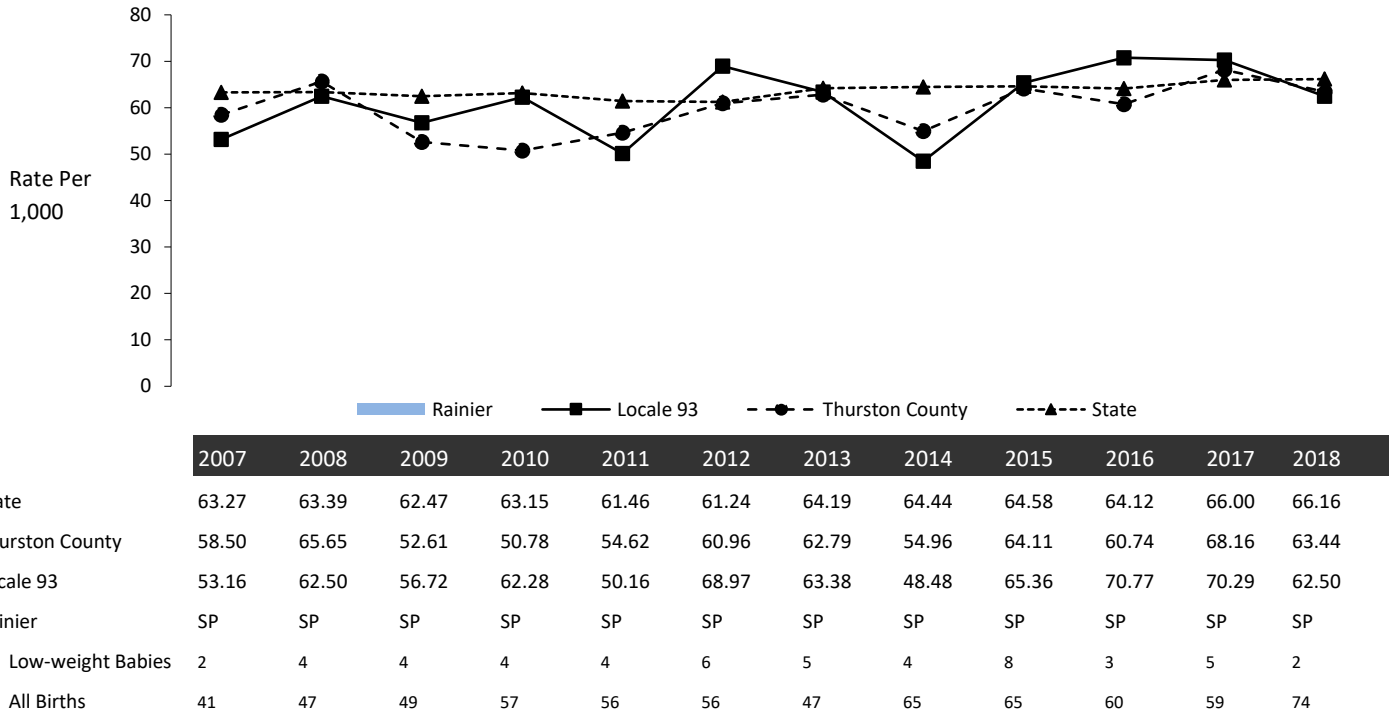 80
70
60
50
40
30
20
10
0
Rate Per
1,000
Rainier Locale 93 Thurston County State
2007 2008 2009 2010 2011 2012 2013 2014 2015 2016 2017 2018
ate 63.27 63.39 62.47 63.15 61.46 61.24 64.19 64.44 64.58 64.12 66.00 66.16
urston County 58.50 65.65 52.61 50.78 54.62 60.96 62.79 54.96 64.11 60.74 68.16 63.44
cale 93 53.16 62.50 56.72 62.28 50.16 68.97 63.38 48.48 65.36 70.77 70.29 62.50
inier SP SP SP SP SP SP SP SP SP SP SP SP
Low-weight Babies 2 4 4 4 4 6 5 4 8 3 5 2
All Births 41 47 49 57 56 56 47 65 65 60 59 74